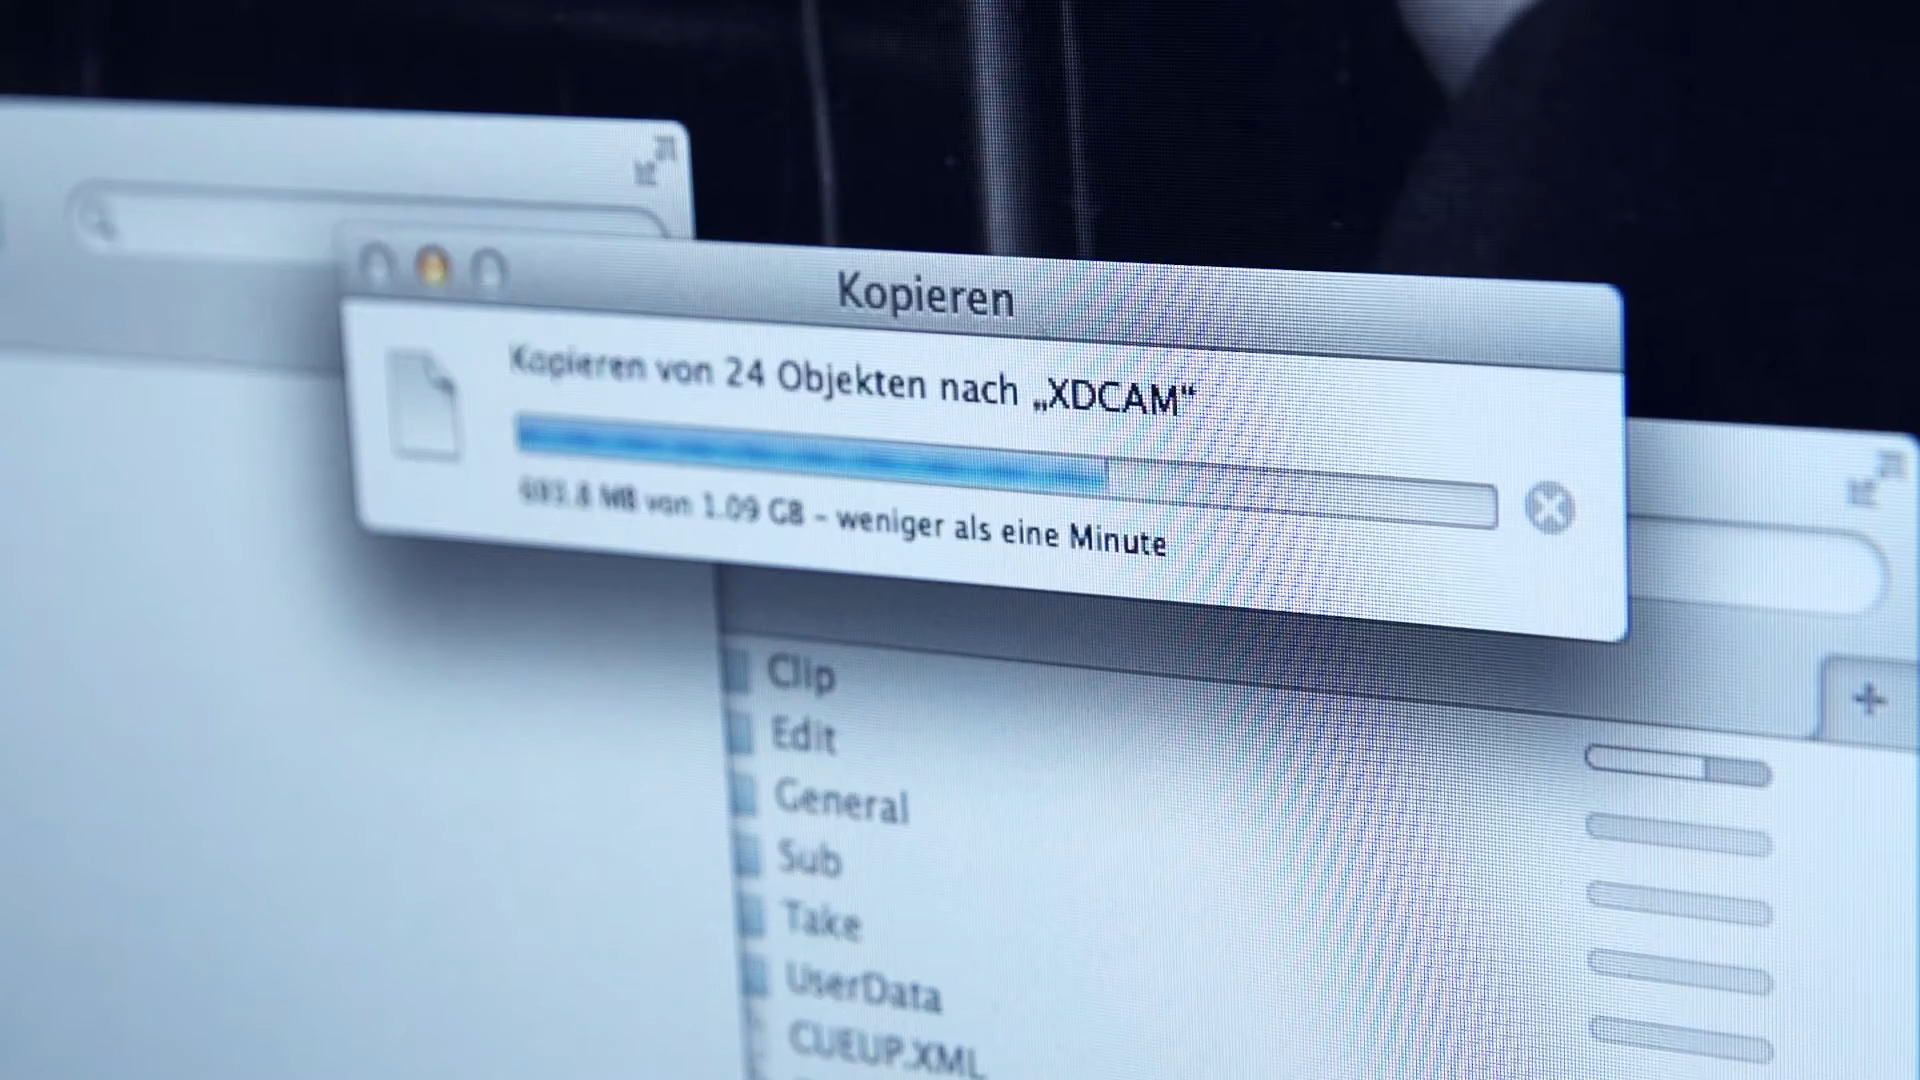 Kopieren
Kopieren von 24 Objekten nach „XDCAM“
MB von 1.09 GB – weniger als eine Minute
Clip
Edit
General
Sub
Take
UserData
CUEUP.XML